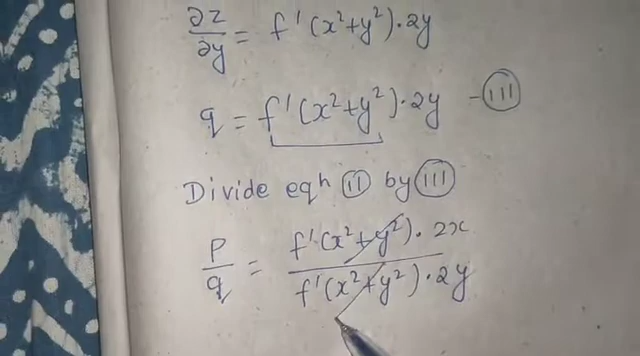 ∂z/∂y = f'(x²+y²)·2y
q = f'(x²+y²)·2y - III
Divide eqn II by III
p/q = f'(x²+y²)·2x / f'(x²+y²)·2y